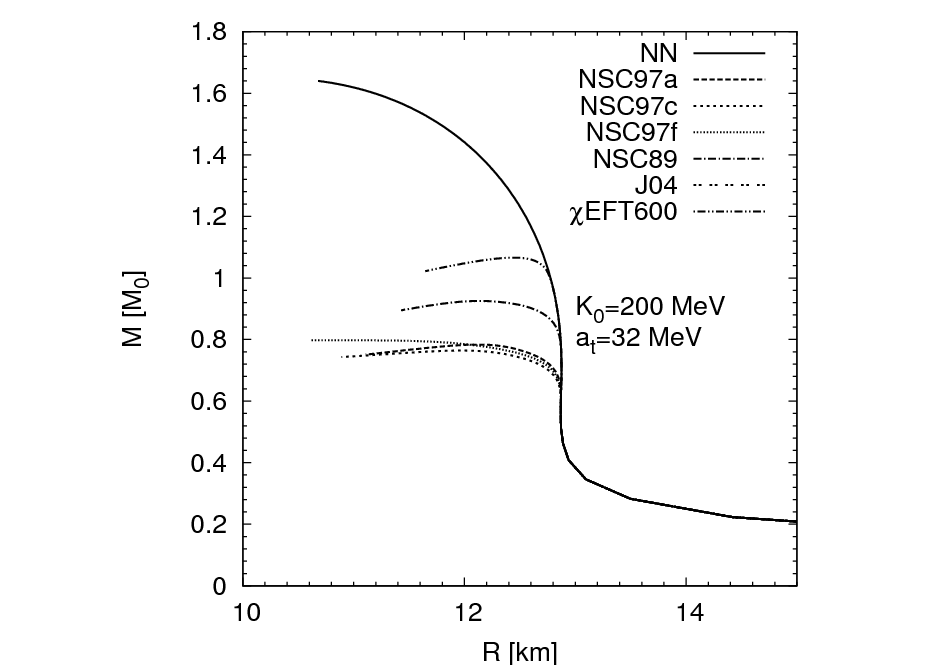 1.8
1.6
1.4
1.2
1
0.8
0.6
0.4
0.2
0
M [M0]
NN
NSC97a
NSC97c
NSC97f
NSC89
J04
χEFT600
K0=200 MeV
at=32 MeV
10 12 14
R [km]